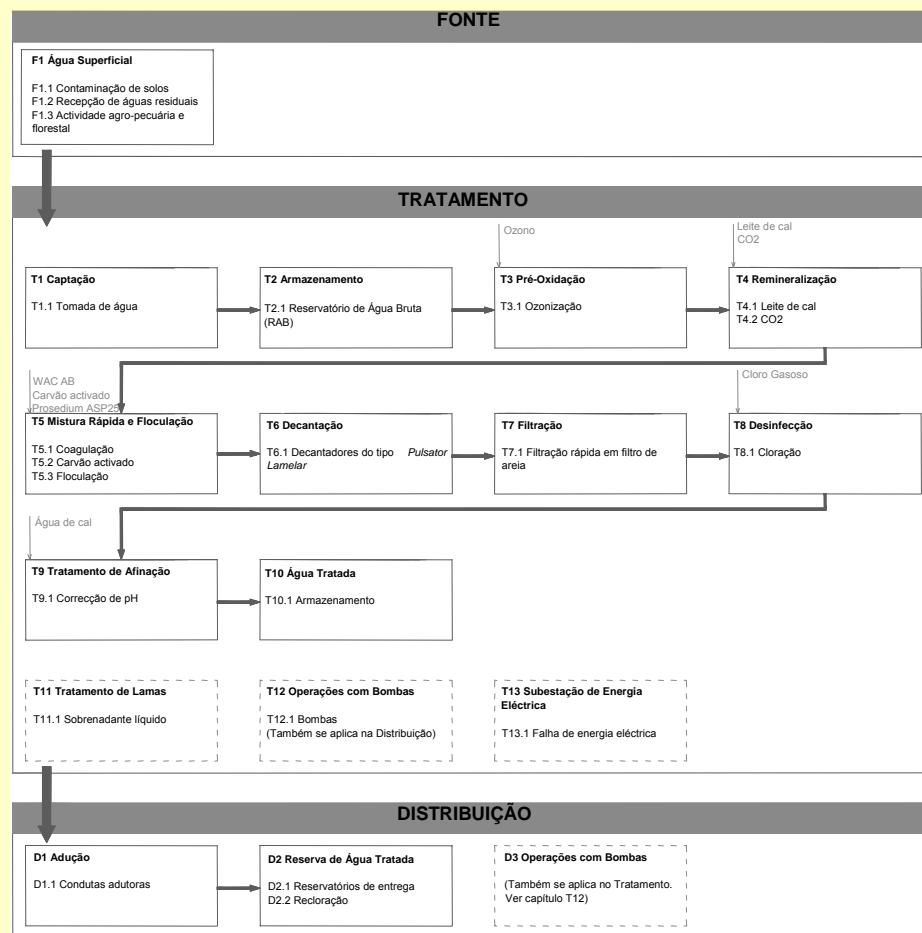 FONTE
F1 Água Superficial
F1.1 Contaminação de solos
F1.2 Recepção de águas residuais
F1.3 Actividade agro-pecuária e
florestal
TRATAMENTO
Ozono
Leite de cal
CO2
T1 Captação
T1.1 Tomada de água
T2 Armazenamento
T2.1 Reservatório de Água Bruta
(RAB)
T3 Pré-Oxidação
T3.1 Ozonização
T4 Remineralização
T4.1 Leite de cal
T4.2 CO2
WAC AB
Carvão activado
Prosedium ASP25
Cloro Gasoso
T5 Mistura Rápida e Floculação
T5.1 Coagulação
T5.2 Carvão activado
T5.3 Floculação
T6 Decantação
T6.1 Decantadores do tipo Pulsator
Lamelar
T7 Filtração
T7.1 Filtração rápida em filtro de
areia
T8 Desinfecção
T8.1 Cloração
Água de cal
T9 Tratamento de Afinação
T9.1 Correcção de pH
T10 Água Tratada
T10.1 Armazenamento
T11 Tratamento de Lamas
T11.1 Sobrenadante líquido
T12 Operações com Bombas
T12.1 Bombas
(Também se aplica na Distribuição)
T13 Subestação de Energia
Eléctrica
T13.1 Falha de energia eléctrica
DISTRIBUIÇÃO
D1 Adução
D1.1 Condutas adutoras
D2 Reserva de Água Tratada
D2.1 Reservatórios de entrega
D2.2 Recloração
D3 Operações com Bombas
(Também se aplica no Tratamento.
Ver capítulo T12)